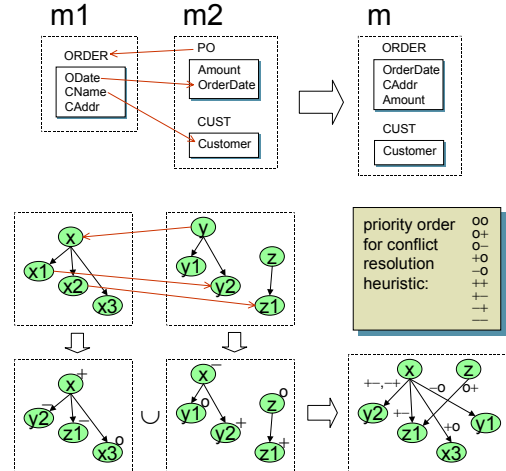 m1
m2
m
ORDER
ODate
CName
CAddr
PO
Amount
OrderDate
CUST
Customer
ORDER
OrderDate
CAddr
Amount
CUST
Customer
x
x1
x2
x3
y
y1
y2
z
z1
priority order
for conflict
resolution
heuristic:
oo
o+
o−
+o
−o
++
+−
−+
−−
x +
y2 −
z1 −
x3 o
∪
x −
y1 o
y2 +
z o
z1 +
x
z
+−,−+
−o
o+
+−
+o
y2
z1
x3
y1